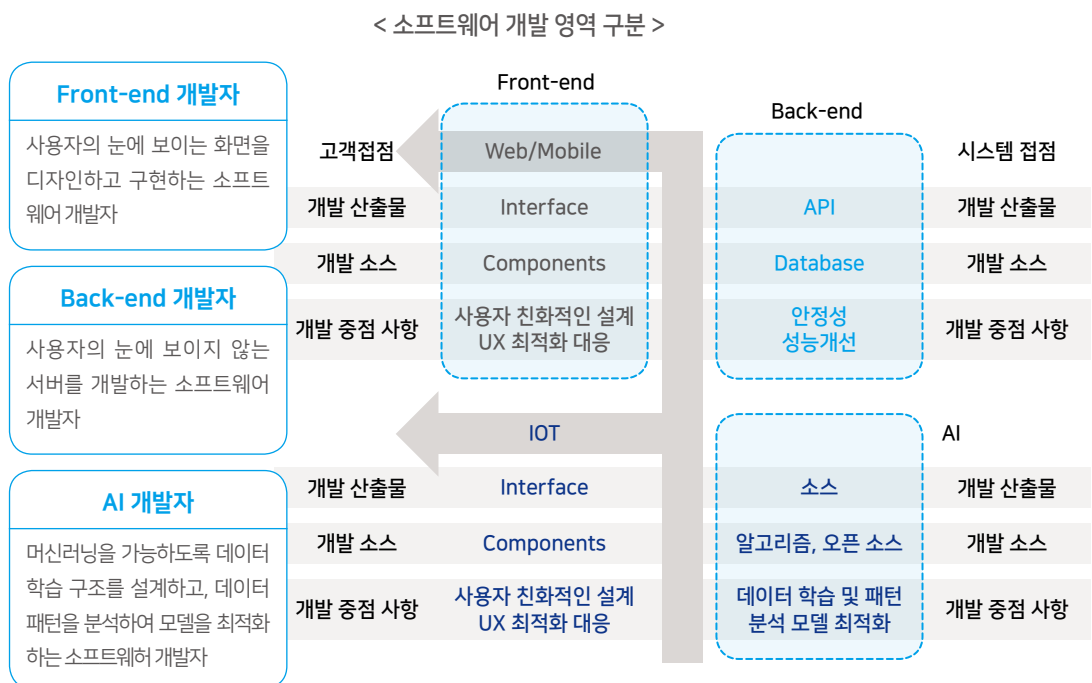 < 소프트웨어 개발 영역 구분 >
Front-end 개발자
사용자의 눈에 보이는 화면을
디자인하고 구현하는 소프트
웨어 개발자
Back-end 개발자
사용자의 눈에 보이지 않는
서버를 개발하는 소프트웨어
개발자
AI 개발자
머신러닝을 가능하도록 데이터
학습 구조를 설계하고, 데이터
패턴을 분석하여 모델을 최적화
하는 소프트웨허 개발자
Front-end
Back-end
고객접점 Web/Mobile 시스템 접점
개발 산출물 Interface API 개발 산출물
개발 소스 Components Database 개발 소스
개발 중점 사항 사용자 친화적인 설계 안정성 개발 중점 사항
UX 최적화 대응 성능개선
IOT AI
개발 산출물 Interface 소스 개발 산출물
개발 소스 Components 알고리즘, 오픈 소스 개발 소스
개발 중점 사항 사용자 친화적인 설계 데이터 학습 및 패턴 개발 중점 사항
UX 최적화 대응 분석 모델 최적화